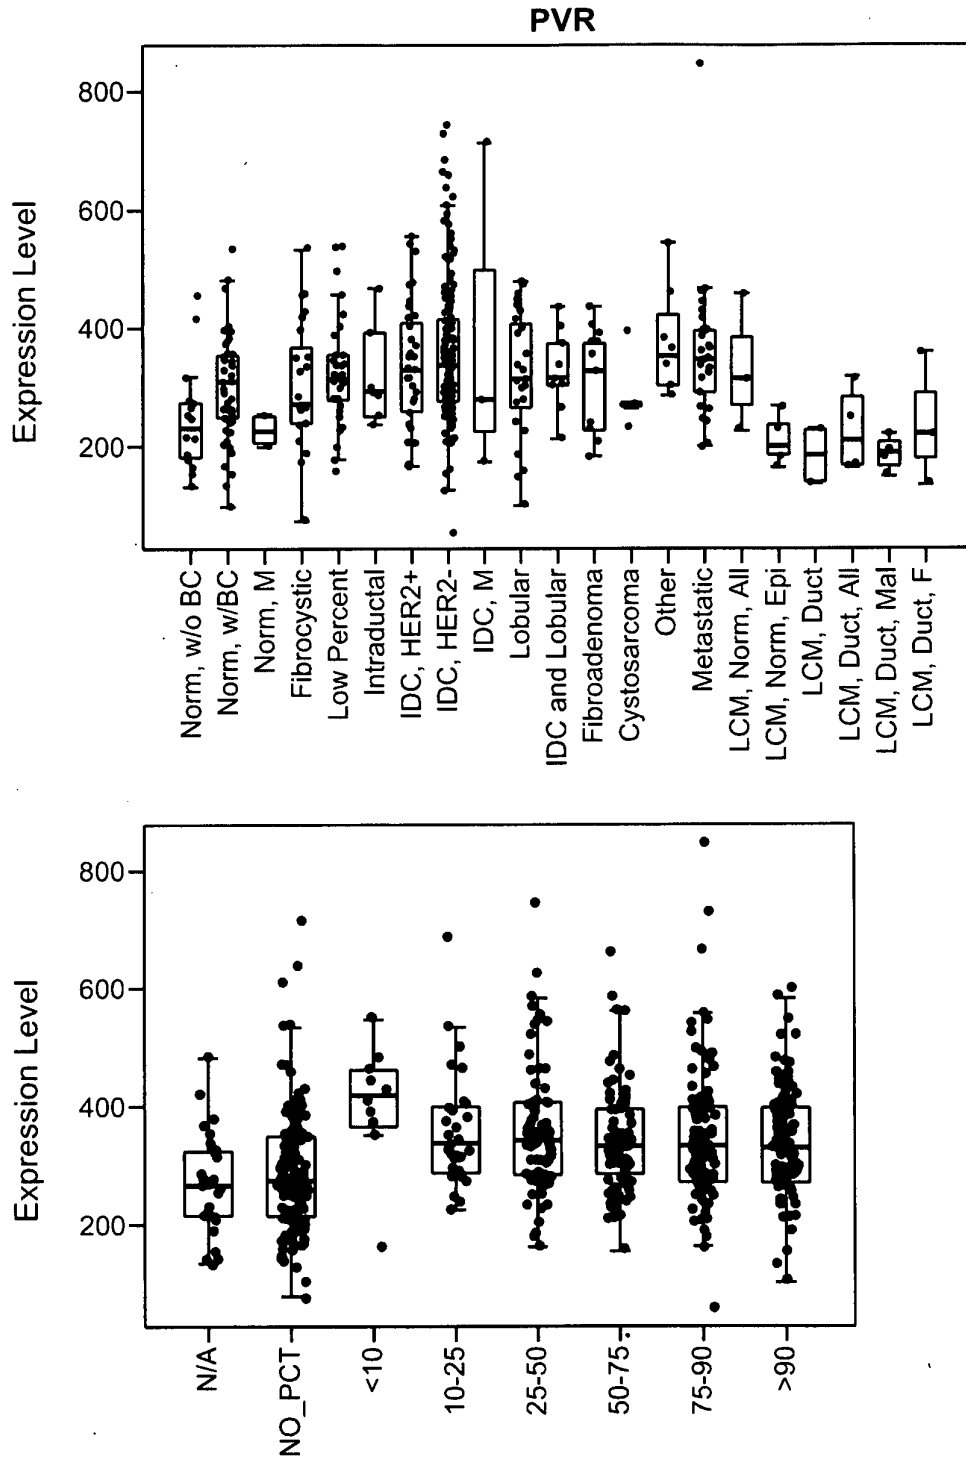 PVR
Expression Level
800
600
400
200
Norm, w/o BC
Norm, w/BC
Norm, M
Fibrocystic
Low Percent
Intraductal
IDC, HER2+
IDC, HER2-
IDC, M
Lobular
IDC and Lobular
Fibroadenoma
Cystosarcoma
Other
Metastatic
LCM, Norm, All
LCM, Norm, Epi
LCM, Duct
LCM, Duct, All
LCM, Duct, Mal
LCM, Duct, F
Expression Level
800
600
400
200
N/A
NO_PCT
<10
10-25
25-50
50-75
75-90
>90